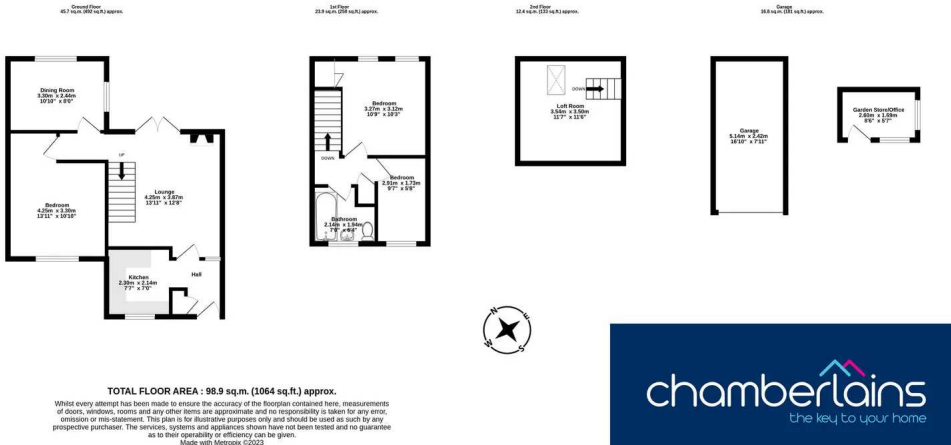 Ground Floor
45.7 sq.m. (492 sq.ft.) approx.
1st Floor
23.9 sq.m. (258 sq.ft.) approx.
2nd Floor
12.4 sq.m. (133 sq.ft.) approx.
Garage
16.8 sq.m. (181 sq.ft.) approx.
Dining Room
3.30m x 2.44m
10'10" x 8'0"
UP
Lounge
4.25m x 3.87m
13'11" x 12'8"
Bedroom
4.25m x 3.30m
13'11" x 10'10"
Kitchen
2.30m x 2.14m
7'7" x 7'0"
Hall
Bedroom
3.27m x 3.12m
10'9" x 10'3"
DOWN
Bedroom
2.91m x 1.73m
9'7" x 5'8"
Bathroom
2.14m x 1.94m
7'0" x 6'4"
DOWN
Loft Room
3.54m x 3.50m
11'7" x 11'6"
Garage
5.14m x 2.42m
16'10" x 7'11"
Garden Store/Office
2.60m x 1.69m
8'6" x 5'7"
N
E
W
S
TOTAL FLOOR AREA : 98.9 sq.m. (1064 sq.ft.) approx.
Whilst every attempt has been made to ensure the accuracy of the floorplan contained here, measurements
of doors, windows, rooms and any other items are approximate and no responsibility is taken for any error,
omission or mis-statement. This plan is for illustrative purposes only and should be used as such by any
prospective purchaser. The services, systems and appliances shown have not been tested and no guarantee
as to their operability or efficiency can be given.
Made with Metropix ©2023
chamberlains
the key to your home